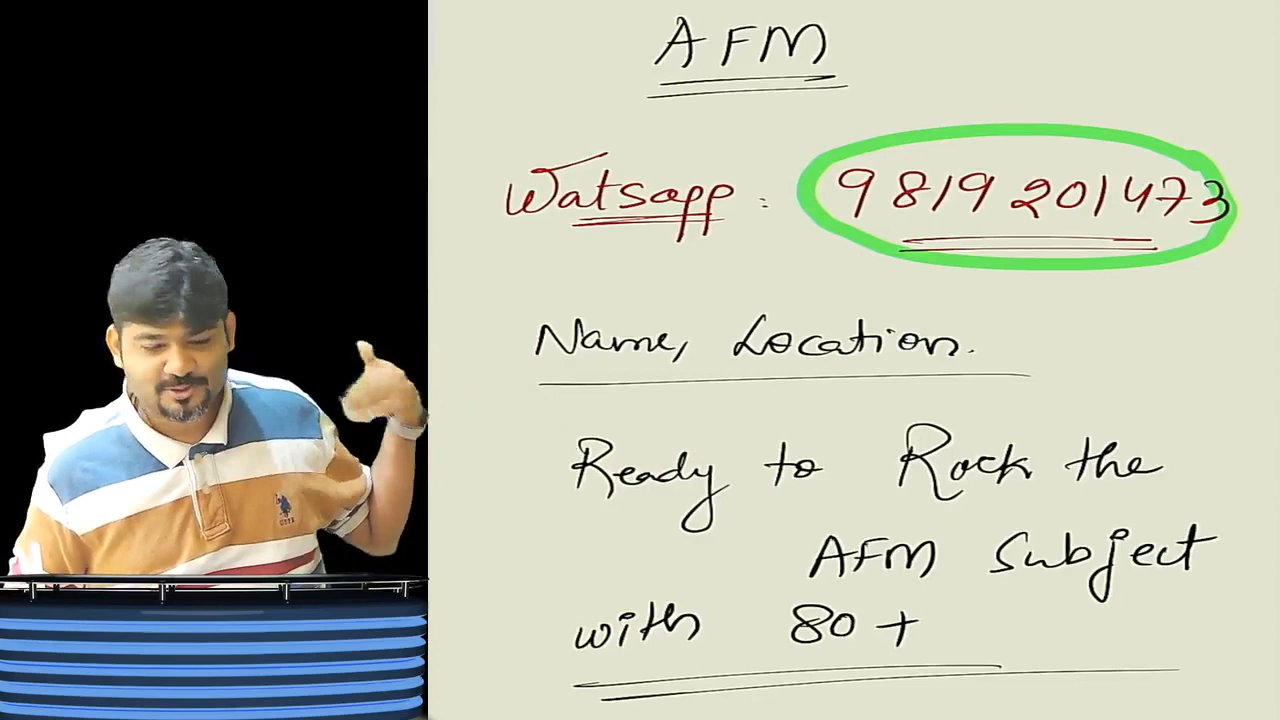 AFM
Watsapp : 9819201473
Name, Location.
Ready to Rock the
AFM Subject
with 80+